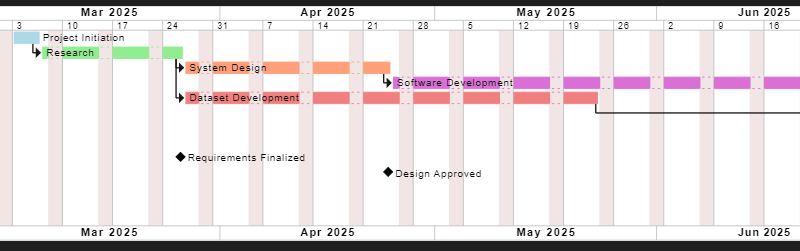 Mar 2025 Apr 2025 May 2025 Jun 2025
3 10 17 24 31 7 14 21 28 5 12 19 26 2 9 16
Project Initiation
Research
System Design
Software Development
Dataset Development
Requirements Finalized
Design Approved
Mar 2025 Apr 2025 May 2025 Jun 2025